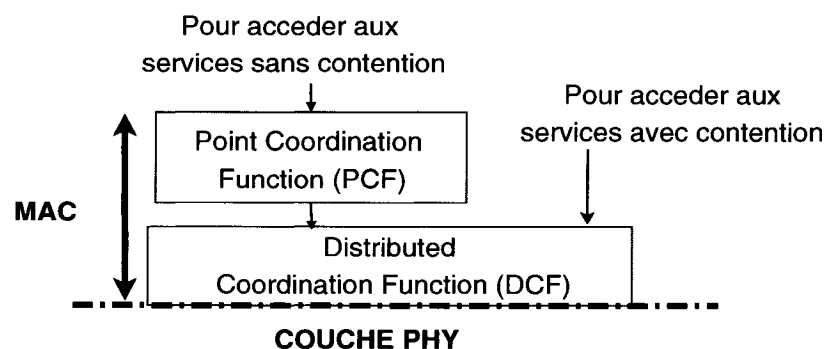 Pour acceder aux
services sans contention
Pour acceder aux
services avec contention
Point Coordination
Function (PCF)
MAC
Distributed
Coordination Function (DCF)
COUCHE PHY